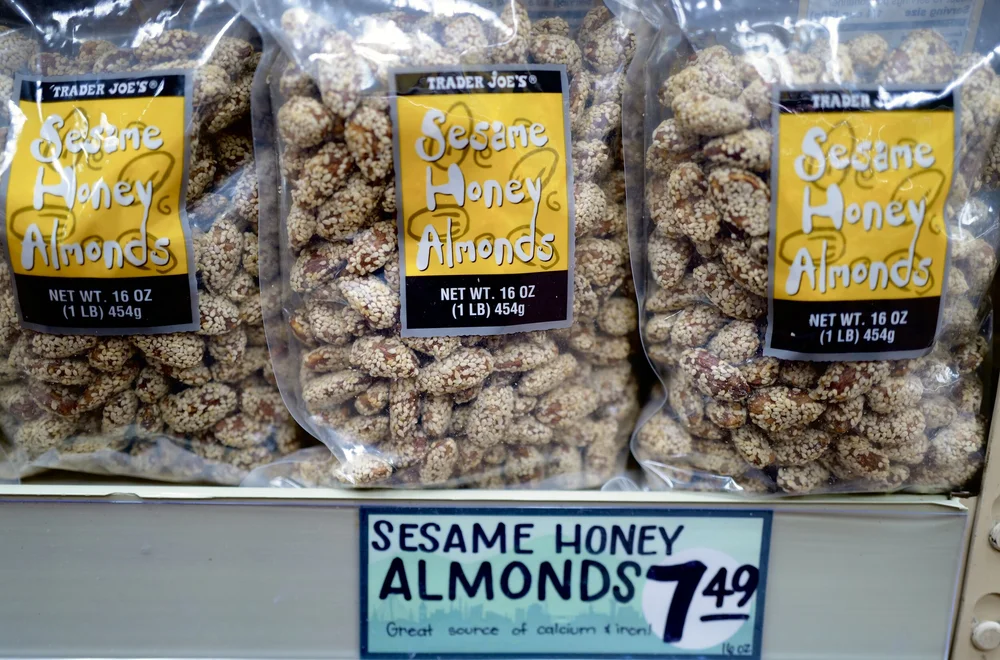 TRADER JOE'S®
Sesame
Honey
Almonds
NET WT. 16 OZ
(1 LB) 454g
TRADER JOE'S®
Sesame
Honey
Almonds
NET WT. 16 OZ
(1 LB) 454g
TRADER
Sesame
Honey
Almonds
NET WT. 16 OZ
(1 LB) 454g
SESAME HONEY
ALMONDS 7 49
Great source of calcium & iron!
16 oz